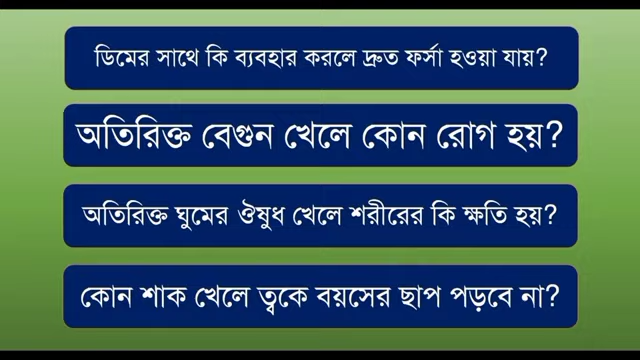 ডিমের সাথে কি ব্যবহার করলে দ্রুত ফর্সা হওয়া যায়?
অতিরিক্ত বেগুন খেলে কোন রোগ হয়?
অতিরিক্ত ঘুমের ঔষুধ খেলে শরীরের কি ক্ষতি হয়?
কোন শাক খেলে ত্বকে বয়সের ছাপ পড়বে না?